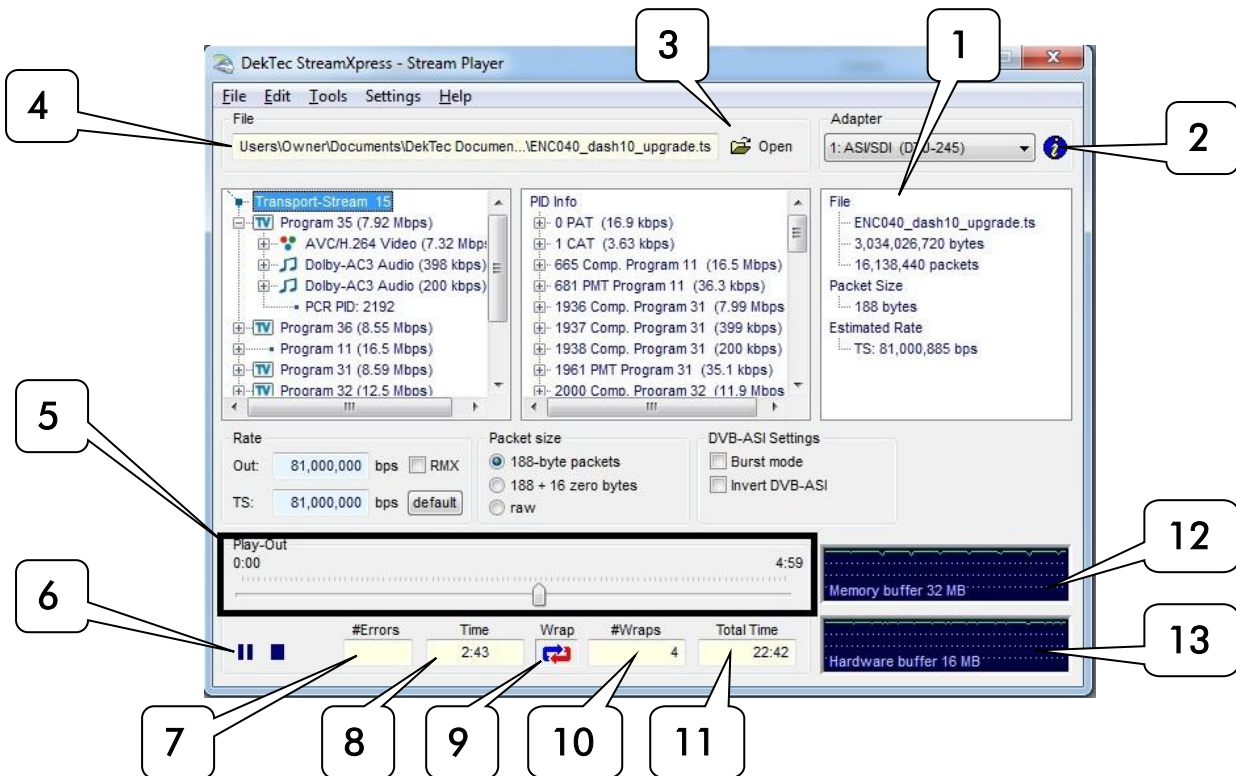 3
1
DekTec StreamXpress - Stream Player
File Edit Tools Settings Help
4
File
Users\Owner\Documents\DekTec Documen...\ENC040_dash10_upgrade.ts
Open
Adapter
1: ASI/SDI (DTU-245)
2
Transport-Stream 15
Program 35 (7.92 Mbps)
AVC/H.264 Video (7.32 Mbps
Dolby-AC3 Audio (398 kbps)
Dolby-AC3 Audio (200 kbps)
PCR PID: 2192
Program 36 (8.55 Mbps)
Program 11 (16.5 Mbps)
Program 31 (8.59 Mbps)
Program 32 (12.5 Mbps)
PID Info
0 PAT (16.9 kbps)
1 CAT (3.63 kbps)
665 Comp. Program 11 (16.5 Mbps)
681 PMT Program 11 (36.3 kbps)
1936 Comp. Program 31 (7.99 Mbps
1937 Comp. Program 31 (399 kbps)
1938 Comp. Program 31 (200 kbps)
1961 PMT Program 31 (35.1 kbps)
2000 Comp. Program 32 (11.9 Mbps
File
ENC040_dash10_upgrade.ts
3,034,026,720 bytes
16,138,440 packets
Packet Size
188 bytes
Estimated Rate
TS: 81,000,885 bps
5
Rate
Out: 81,000,000 bps RMX
TS: 81,000,000 bps default
Packet size
188-byte packets
188 + 16 zero bytes
raw
DVB-ASI Settings
Burst mode
Invert DVB-ASI
Play-Out
0:00 4:59
Memory buffer 32 MB
12
6
#Errors Time Wrap #Wraps Total Time
2:43 4 22:42
Hardware buffer 16 MB
13
7 8 9 10 11